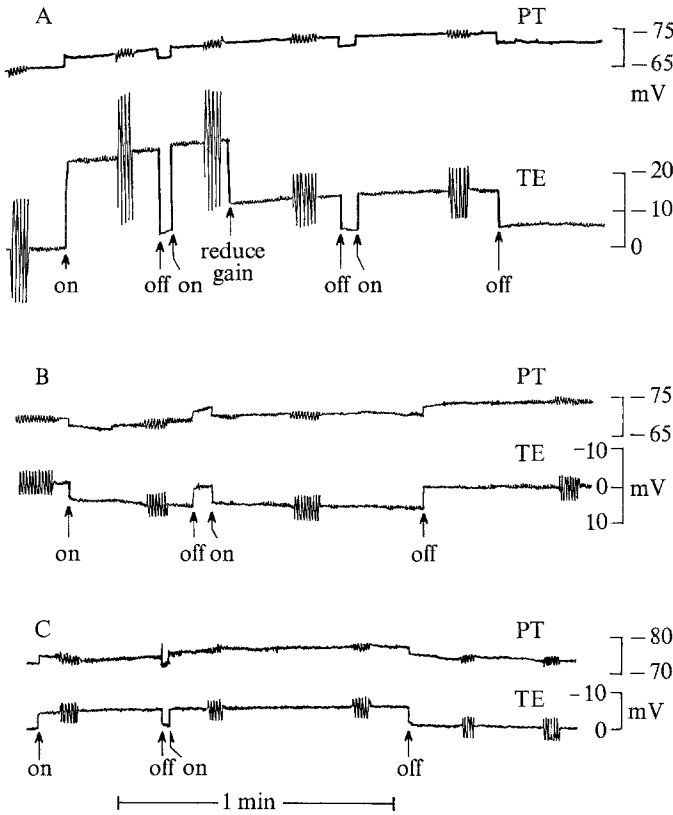 A
PT
−75
−65
mV
TE
−20
−10
0
on
off on
reduce
gain
off on
off
B
PT
−75
−65
TE
−10
0 mV
10
on
off on
off
C
PT
−80
−70
TE
−10
mV
0
on
off on
off
1 min